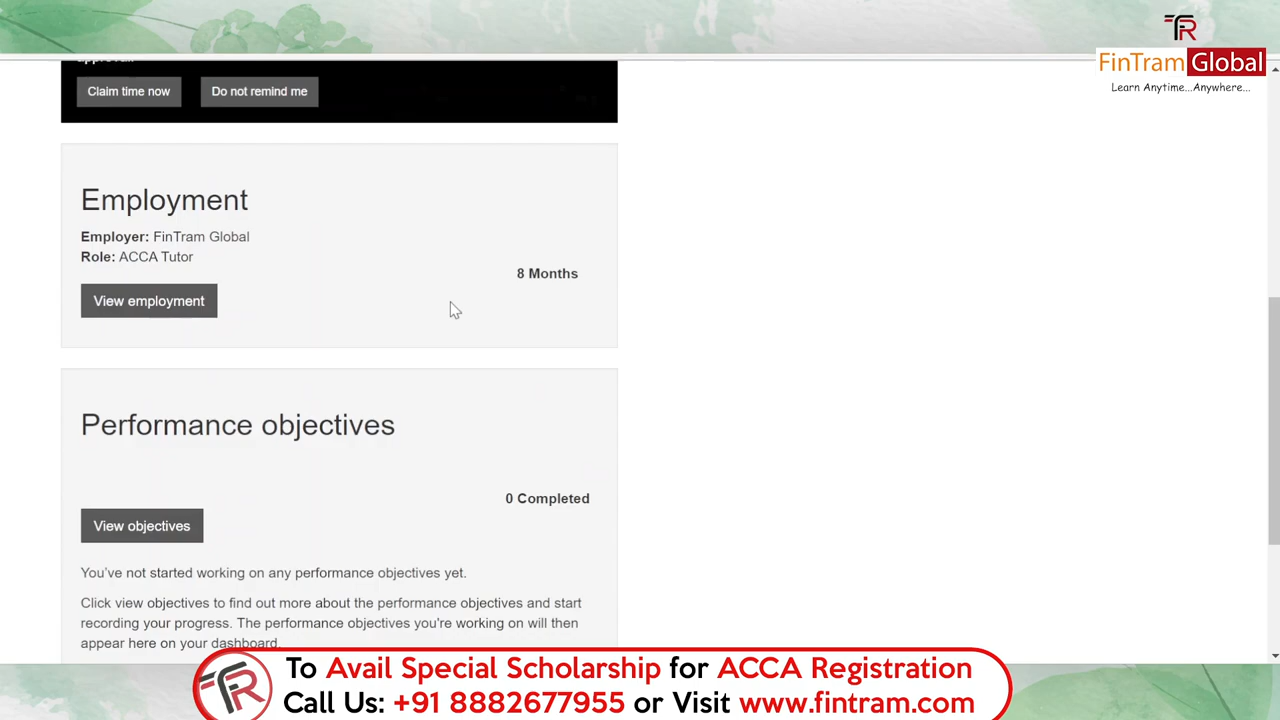 TFR
FinTram Global
Learn Anytime...Anywhere...
Claim time now
Do not remind me
Employment
Employer: FinTram Global
Role: ACCA Tutor
8 Months
View employment
Performance objectives
0 Completed
View objectives
You've not started working on any performance objectives yet.
Click view objectives to find out more about the performance objectives and start
recording your progress. The performance objectives you're working on will then
appear here on your dashboard.
To Avail Special Scholarship for ACCA Registration
Call Us: +91 8882677955 or Visit www.fintram.com